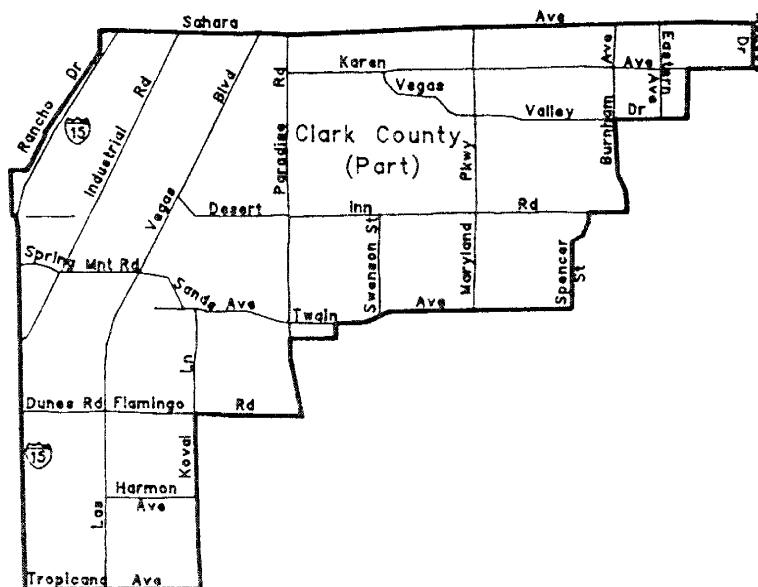 Sahara Ave
Rancho Dr
15
Industrial Rd
Blvd
Rd
Karen Ave
Ave
Eastern Ave
Dr
Vegas
Valley Dr
Burnham
Clark County
(Part)
Paradise
Pkwy
Vegas
Desert Inn Rd
Spring Mnt Rd
Sands Ave
Swenson St
Maryland
Spencer St
Ave
Twain
Ln
Dunes Rd Flamingo Rd
15
Koval
Harmon
Ave
Las
Tropicana Ave